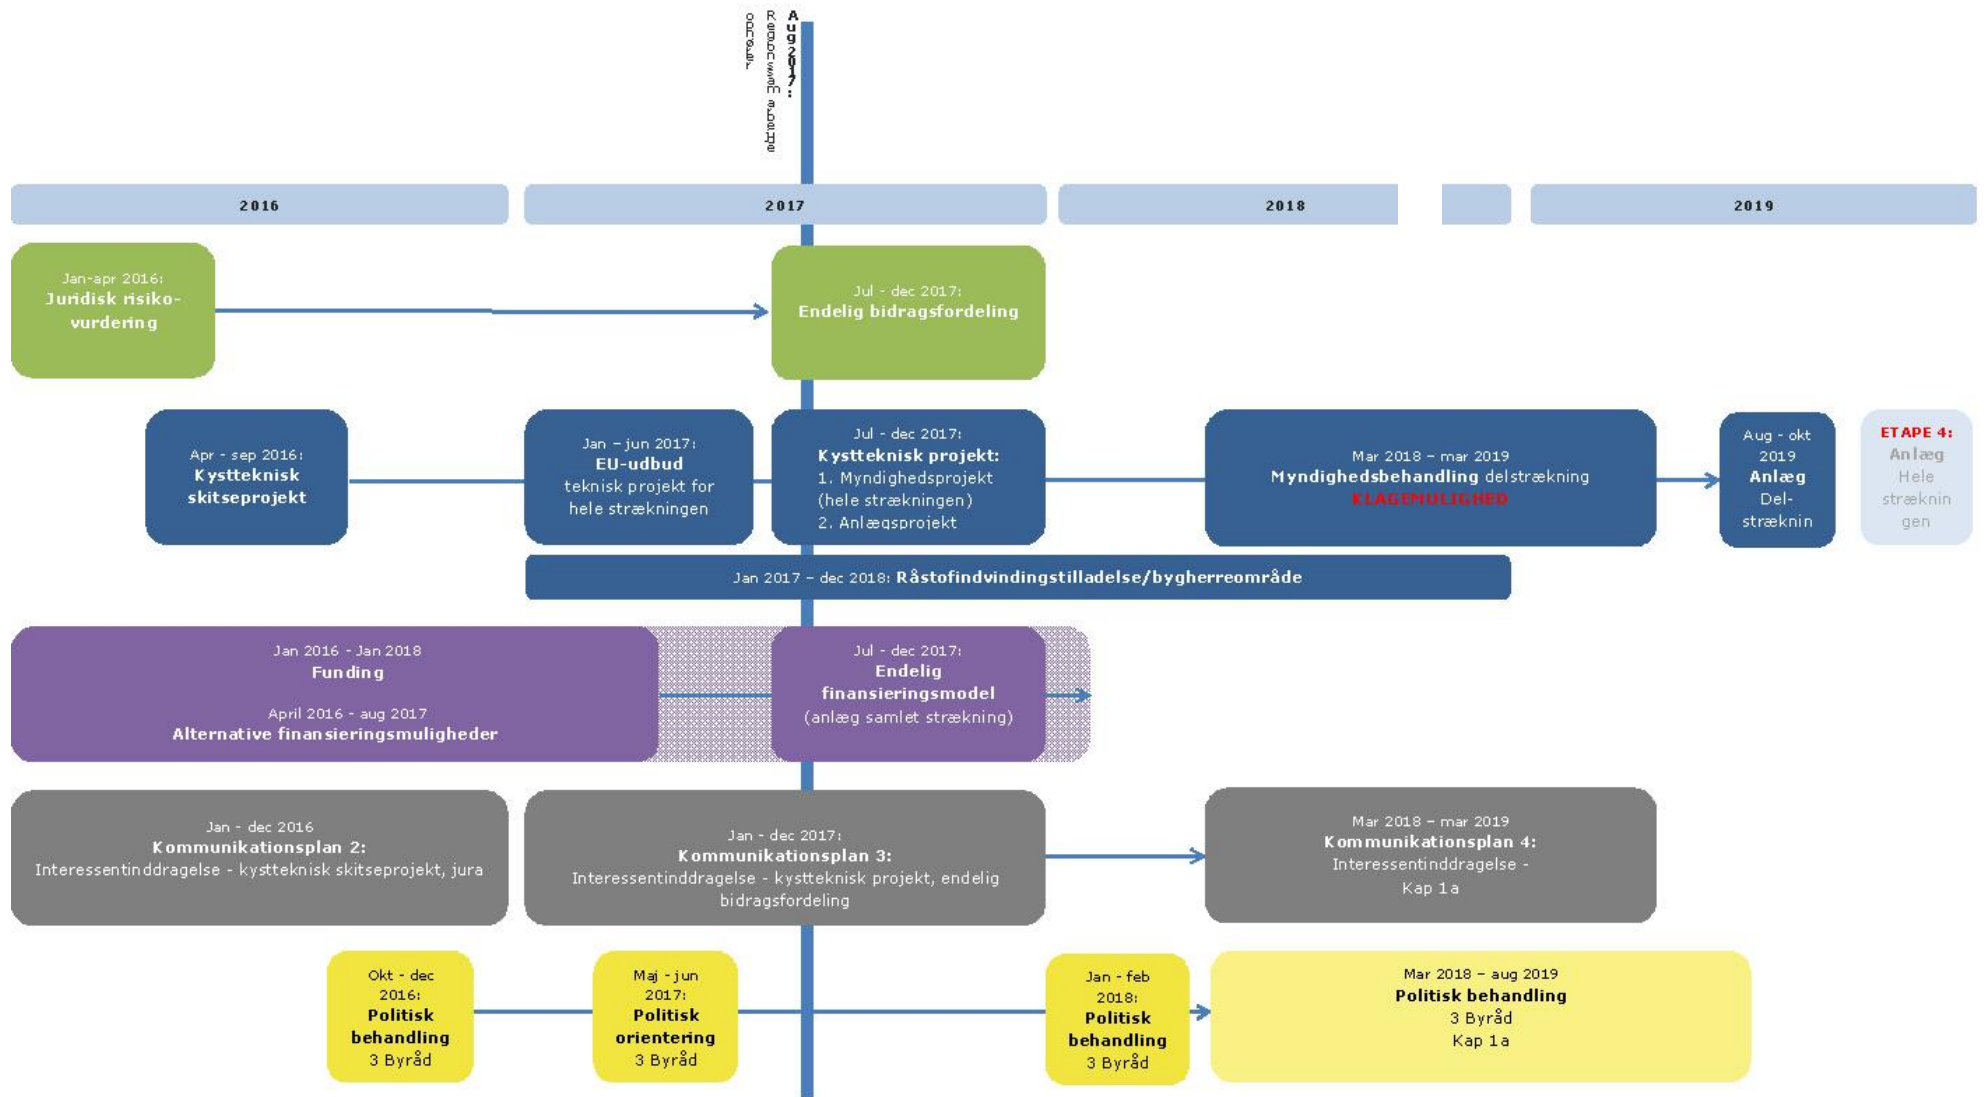 Aug 2017:
2016
2017
2018
2019
Jan-apr 2016:
Juridisk risiko-
vurdering
Jul - dec 2017:
Endelig bidragsfordeling
Apr - sep 2016:
Kystteknisk
skitseprojekt
Jan – jun 2017:
EU-udbud
teknisk projekt for
hele strækningen
Jul - dec 2017:
Kystteknisk projekt:
1. Myndighedsprojekt
(hele strækningen)
2. Anlægsprojekt
Mar 2018 – mar 2019
Myndighedsbehandling delstrækning
KLAGEMULIGHED
Aug - okt
2019
Anlæg
Del-
stræknin
ETAPE 4:
Anlæg
Hele
stræknin
gen
Jan 2017 – dec 2018: Råstofindvindingstilladelse/bygherreområde
Jan 2016 - Jan 2018
Funding
April 2016 - aug 2017
Alternative finansieringsmuligheder
Jul - dec 2017:
Endelig
finansieringsmodel
(anlæg samlet strækning)
Jan - dec 2016
Kommunikationsplan 2:
Interessentinddragelse - kystteknisk skitseprojekt, jura
Jan - dec 2017:
Kommunikationsplan 3:
Interessentinddragelse - kystteknisk projekt, endelig
bidragsfordeling
Mar 2018 – mar 2019
Kommunikationsplan 4:
Interessentinddragelse -
Kap 1a
Okt - dec
2016:
Politisk
behandling
3 Byråd
Maj - jun
2017:
Politisk
orientering
3 Byråd
Jan - feb
2018:
Politisk
behandling
3 Byråd
Mar 2018 – aug 2019
Politisk behandling
3 Byråd
Kap 1a